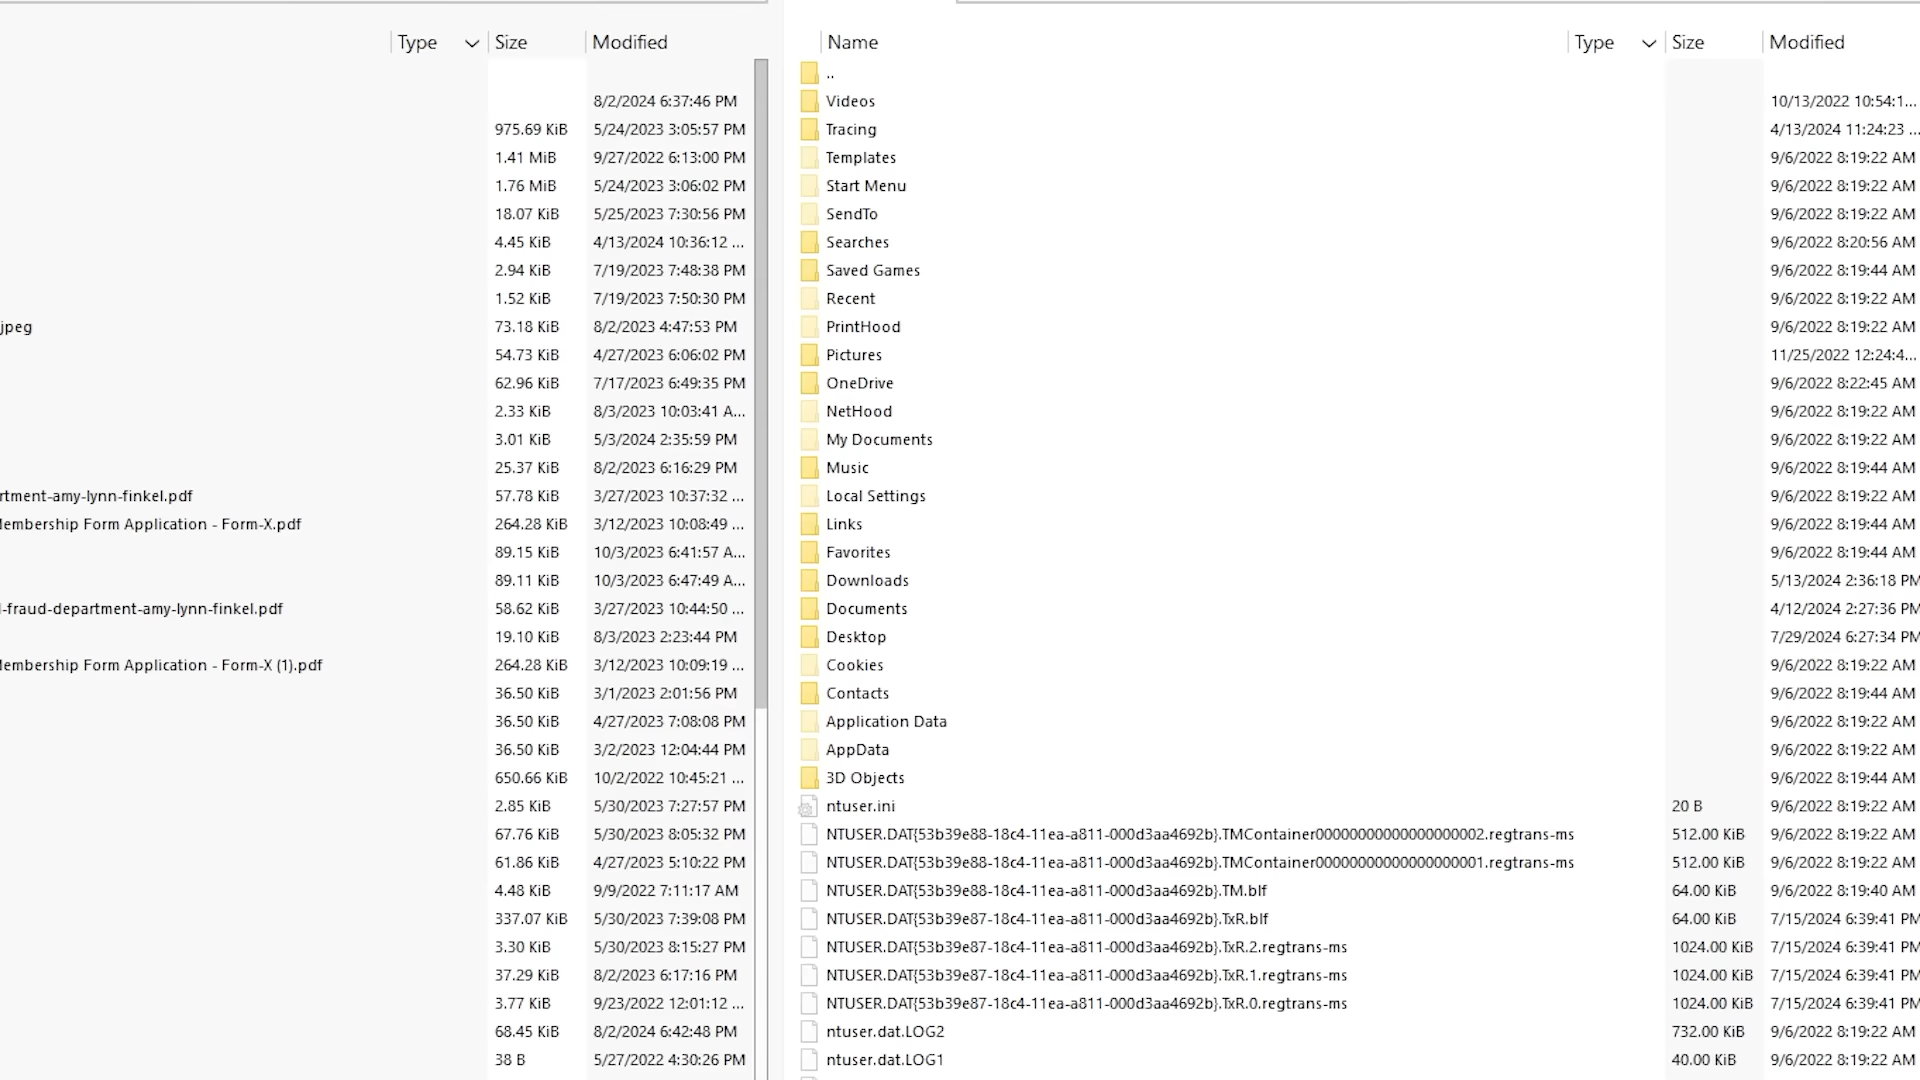 Type Size Modified
8/2/2024 6:37:46 PM
975.69 KiB 5/24/2023 3:05:57 PM
1.41 MiB 9/27/2022 6:13:00 PM
1.76 MiB 5/24/2023 3:06:02 PM
18.07 KiB 5/25/2023 7:30:56 PM
4.45 KiB 4/13/2024 10:36:12 ...
2.94 KiB 7/19/2023 7:48:38 PM
1.52 KiB 7/19/2023 7:50:30 PM
jpeg 73.18 KiB 8/2/2023 4:47:53 PM
54.73 KiB 4/27/2023 6:06:02 PM
62.96 KiB 7/17/2023 6:49:35 PM
2.33 KiB 8/3/2023 10:03:41 A...
3.01 KiB 5/3/2024 2:35:59 PM
25.37 KiB 8/2/2023 6:16:29 PM
rtment-amy-lynn-finkel.pdf 57.78 KiB 3/27/2023 10:37:32 ...
Membership Form Application - Form-X.pdf 264.28 KiB 3/12/2023 10:08:49 ...
89.15 KiB 10/3/2023 6:41:57 A...
89.11 KiB 10/3/2023 6:47:49 A...
-fraud-department-amy-lynn-finkel.pdf 58.62 KiB 3/27/2023 10:44:50 ...
19.10 KiB 8/3/2023 2:23:44 PM
Membership Form Application - Form-X (1).pdf 264.28 KiB 3/12/2023 10:09:19 ...
36.50 KiB 3/1/2023 2:01:56 PM
36.50 KiB 4/27/2023 7:08:08 PM
36.50 KiB 3/2/2023 12:04:44 PM
650.66 KiB 10/2/2022 10:45:21 ...
2.85 KiB 5/30/2023 7:27:57 PM
67.76 KiB 5/30/2023 8:05:32 PM
61.86 KiB 4/27/2023 5:10:22 PM
4.48 KiB 9/9/2022 7:11:17 AM
337.07 KiB 5/30/2023 7:39:08 PM
3.30 KiB 5/30/2023 8:15:27 PM
37.29 KiB 8/2/2023 6:17:16 PM
3.77 KiB 9/23/2022 12:01:12 ...
68.45 KiB 8/2/2024 6:42:48 PM
38 B 5/27/2022 4:30:26 PM
Name Type Size Modified
..
Videos 10/13/2022 10:54:1...
Tracing 4/13/2024 11:24:23 ...
Templates 9/6/2022 8:19:22 AM
Start Menu 9/6/2022 8:19:22 AM
SendTo 9/6/2022 8:19:22 AM
Searches 9/6/2022 8:20:56 AM
Saved Games 9/6/2022 8:19:44 AM
Recent 9/6/2022 8:19:22 AM
PrintHood 9/6/2022 8:19:22 AM
Pictures 11/25/2022 12:24:4...
OneDrive 9/6/2022 8:22:45 AM
NetHood 9/6/2022 8:19:22 AM
My Documents 9/6/2022 8:19:22 AM
Music 9/6/2022 8:19:44 AM
Local Settings 9/6/2022 8:19:22 AM
Links 9/6/2022 8:19:44 AM
Favorites 9/6/2022 8:19:44 AM
Downloads 5/13/2024 2:36:18 PM
Documents 4/12/2024 2:27:36 PM
Desktop 7/29/2024 6:27:34 PM
Cookies 9/6/2022 8:19:22 AM
Contacts 9/6/2022 8:19:44 AM
Application Data 9/6/2022 8:19:22 AM
AppData 9/6/2022 8:19:22 AM
3D Objects 9/6/2022 8:19:44 AM
ntuser.ini 20 B 9/6/2022 8:19:22 AM
NTUSER.DAT{53b39e88-18c4-11ea-a811-000d3aa4692b}.TMContainer00000000000000000002.regtrans-ms 512.00 KiB 9/6/2022 8:19:22 AM
NTUSER.DAT{53b39e88-18c4-11ea-a811-000d3aa4692b}.TMContainer00000000000000000001.regtrans-ms 512.00 KiB 9/6/2022 8:19:22 AM
NTUSER.DAT{53b39e88-18c4-11ea-a811-000d3aa4692b}.TM.blf 64.00 KiB 9/6/2022 8:19:40 AM
NTUSER.DAT{53b39e87-18c4-11ea-a811-000d3aa4692b}.TxR.blf 64.00 KiB 7/15/2024 6:39:41 PM
NTUSER.DAT{53b39e87-18c4-11ea-a811-000d3aa4692b}.TxR.2.regtrans-ms 1024.00 KiB 7/15/2024 6:39:41 PM
NTUSER.DAT{53b39e87-18c4-11ea-a811-000d3aa4692b}.TxR.1.regtrans-ms 1024.00 KiB 7/15/2024 6:39:41 PM
NTUSER.DAT{53b39e87-18c4-11ea-a811-000d3aa4692b}.TxR.0.regtrans-ms 1024.00 KiB 7/15/2024 6:39:41 PM
ntuser.dat.LOG2 732.00 KiB 9/6/2022 8:19:22 AM
ntuser.dat.LOG1 40.00 KiB 9/6/2022 8:19:22 AM